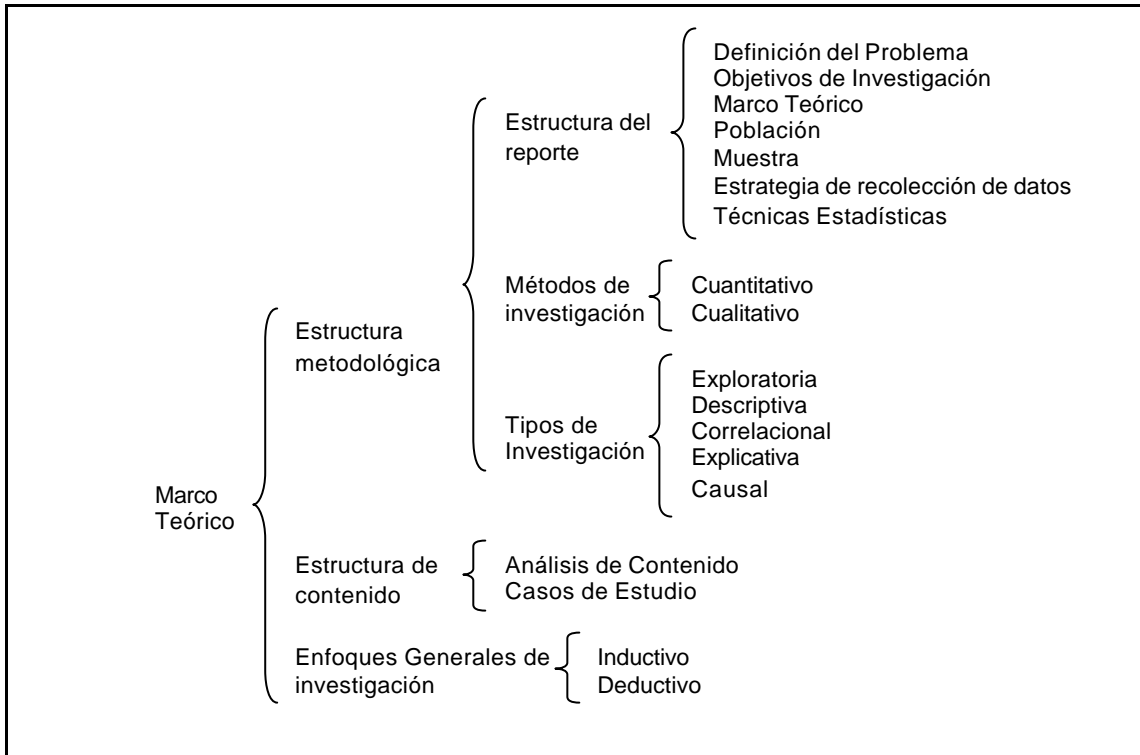 Marco
Teórico
Estructura
metodológica
Estructura del
reporte
Definición del Problema
Objetivos de Investigación
Marco Teórico
Población
Muestra
Estrategia de recolección de datos
Técnicas Estadísticas
Métodos de
investigación
Cuantitativo
Cualitativo
Tipos de
Investigación
Exploratoria
Descriptiva
Correlacional
Explicativa
Causal
Estructura de
contenido
Análisis de Contenido
Casos de Estudio
Enfoques Generales de
investigación
Inductivo
Deductivo